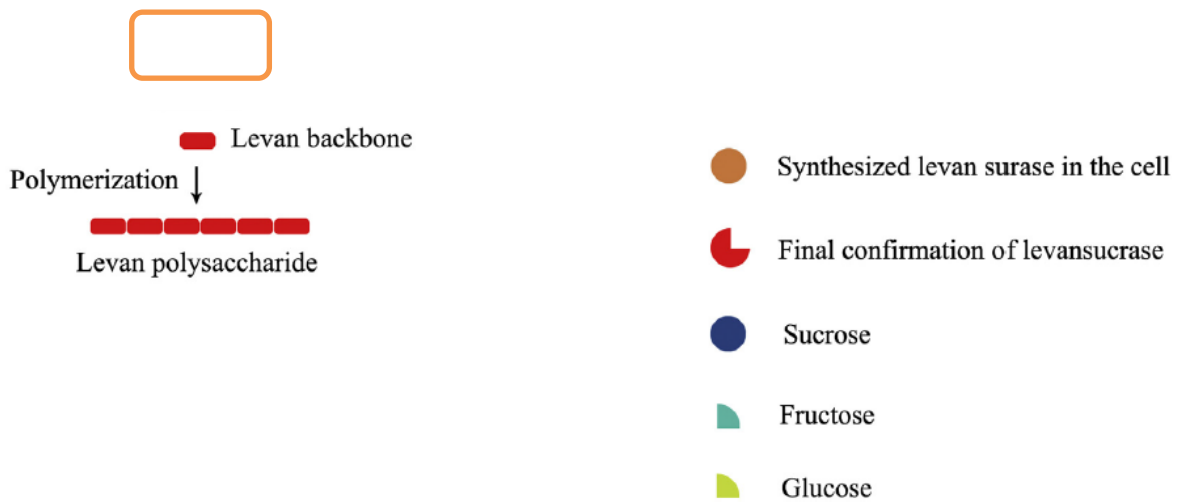 Levan backbone
Polymerization
Levan polysaccharide
Synthesized levan surase in the cell
Final confirmation of levansucrase
Sucrose
Fructose
Glucose